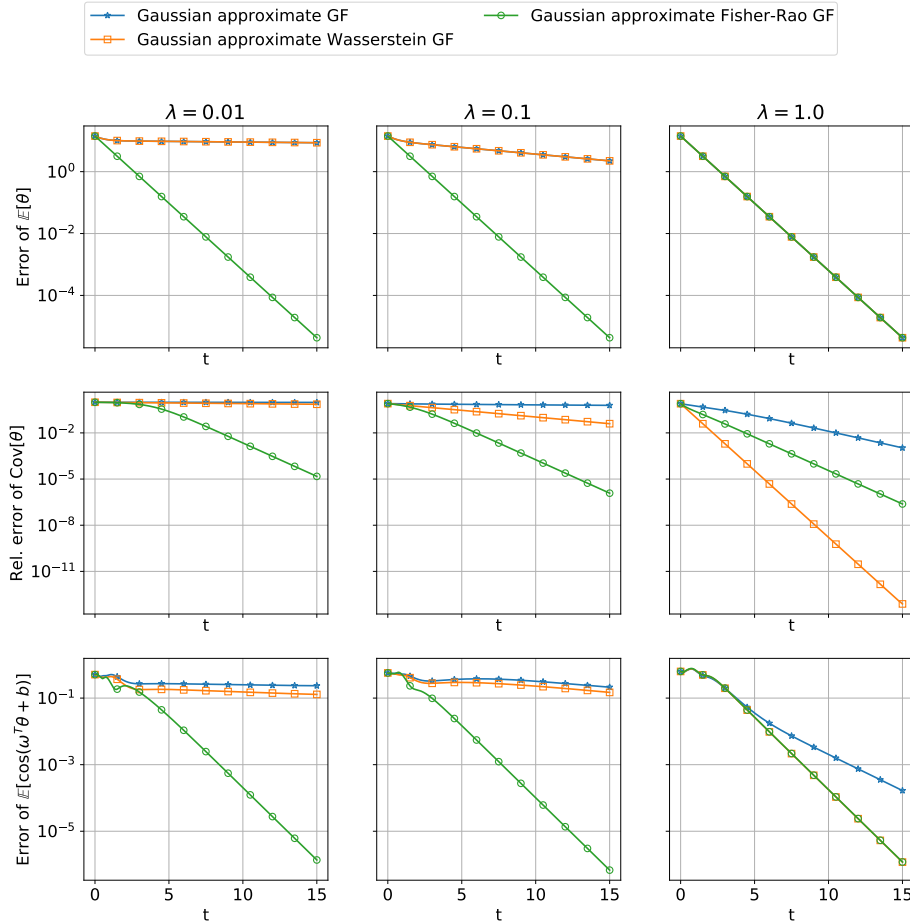 Gaussian approximate GF
Gaussian approximate Wasserstein GF
Gaussian approximate Fisher-Rao GF
λ = 0.01
λ = 0.1
λ = 1.0
Error of 𝔼[θ]
10⁰
10⁻²
10⁻⁴
t
t
t
Rel. error of Cov[θ]
10⁻²
10⁻⁵
10⁻⁸
10⁻¹¹
t
t
t
Error of 𝔼[cos(ωᵀθ + b)]
10⁻¹
10⁻³
10⁻⁵
0 5 10 15
0 5 10 15
0 5 10 15
t
t
t